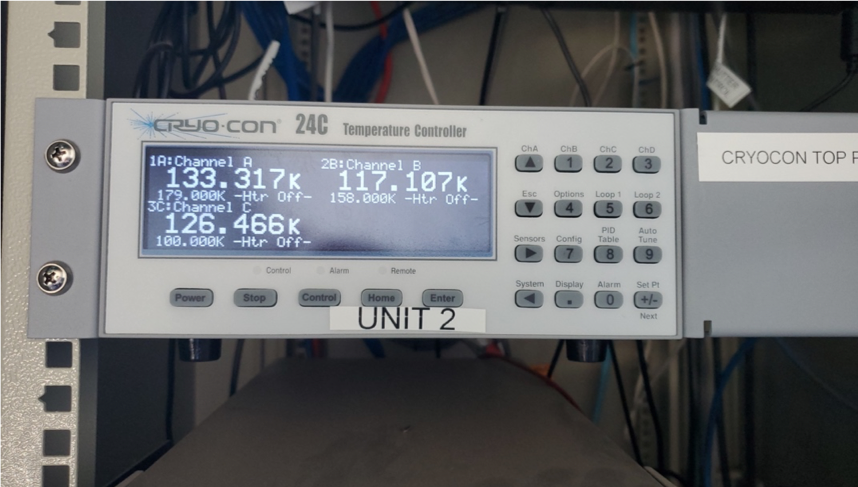 CRYO·CON® 24C Temperature Controller
1A:Channel A
133.317K
179.000K -Htr Off-
2B:Channel B
117.107K
158.000K -Htr Off-
3C:Channel C
126.466K
100.000K -Htr Off-
Control Alarm Remote
Power Stop Control Home Enter
UNIT 2
ChA ChB ChC ChD
▲ 1 2 3
Esc Options Loop 1 Loop 2
▼ 4 5 6
Sensors Config PID Table Auto Tune
► 7 8 9
System Display Alarm Set Pt
◄ . 0 +/-
Next
CRYOCON TOP